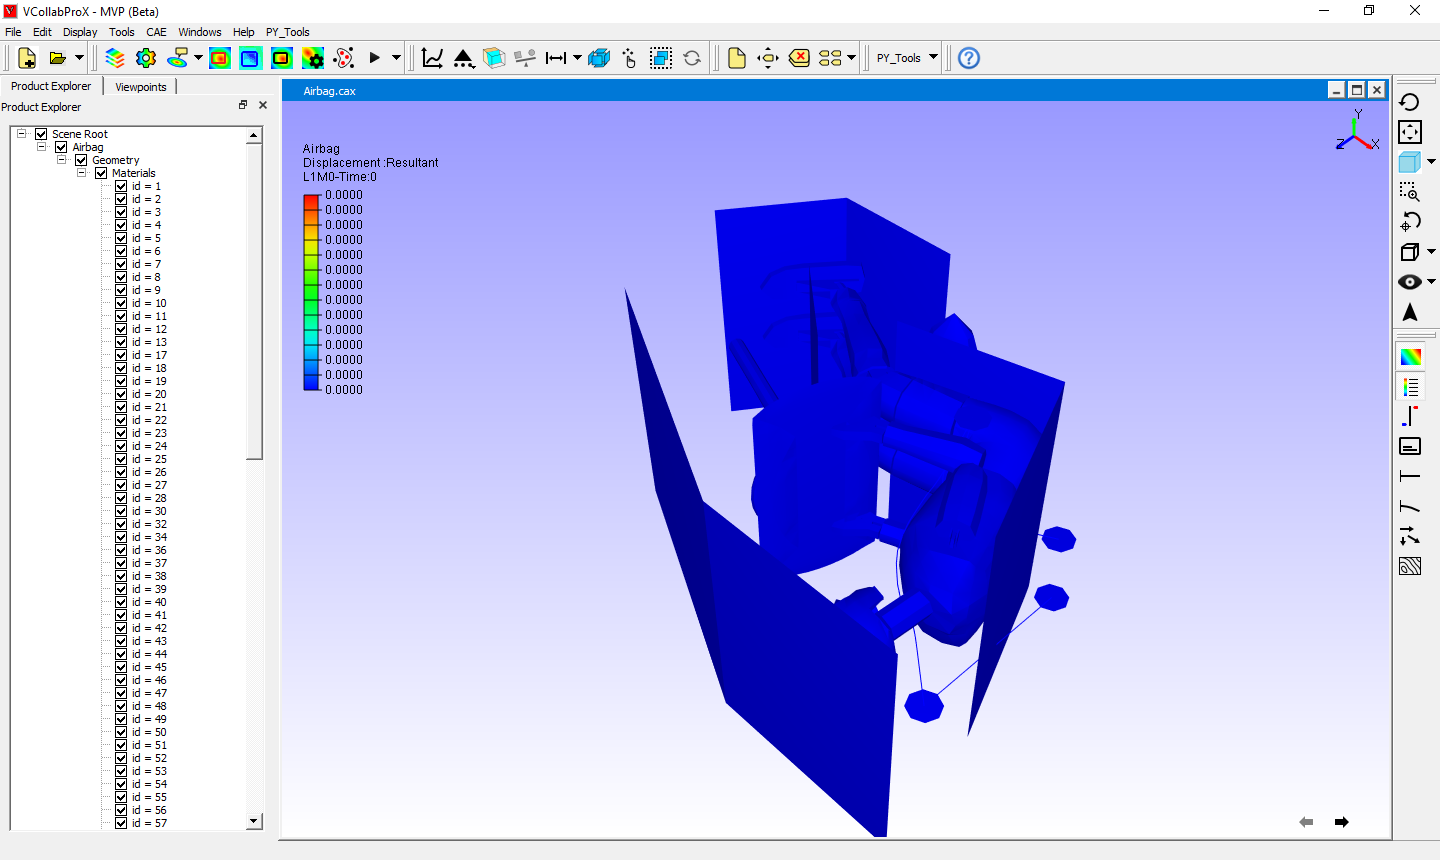 VCollabProX - MVP (Beta)
File Edit Display Tools CAE Windows Help PY_Tools
PY_Tools
Product Explorer Viewpoints
Product Explorer
Scene Root
Airbag
Geometry
Materials
id = 1
id = 2
id = 3
id = 4
id = 5
id = 6
id = 7
id = 8
id = 9
id = 10
id = 11
id = 12
id = 13
id = 17
id = 18
id = 19
id = 20
id = 21
id = 22
id = 23
id = 24
id = 25
id = 26
id = 27
id = 28
id = 30
id = 32
id = 34
id = 36
id = 37
id = 38
id = 39
id = 40
id = 41
id = 42
id = 43
id = 44
id = 45
id = 46
id = 47
id = 48
id = 49
id = 50
id = 51
id = 52
id = 53
id = 54
id = 55
id = 56
id = 57
Airbag.cax
Airbag
Displacement :Resultant
L1M0-Time:0
0.0000
0.0000
0.0000
0.0000
0.0000
0.0000
0.0000
0.0000
0.0000
0.0000
0.0000
0.0000
0.0000
0.0000
Y
Z X